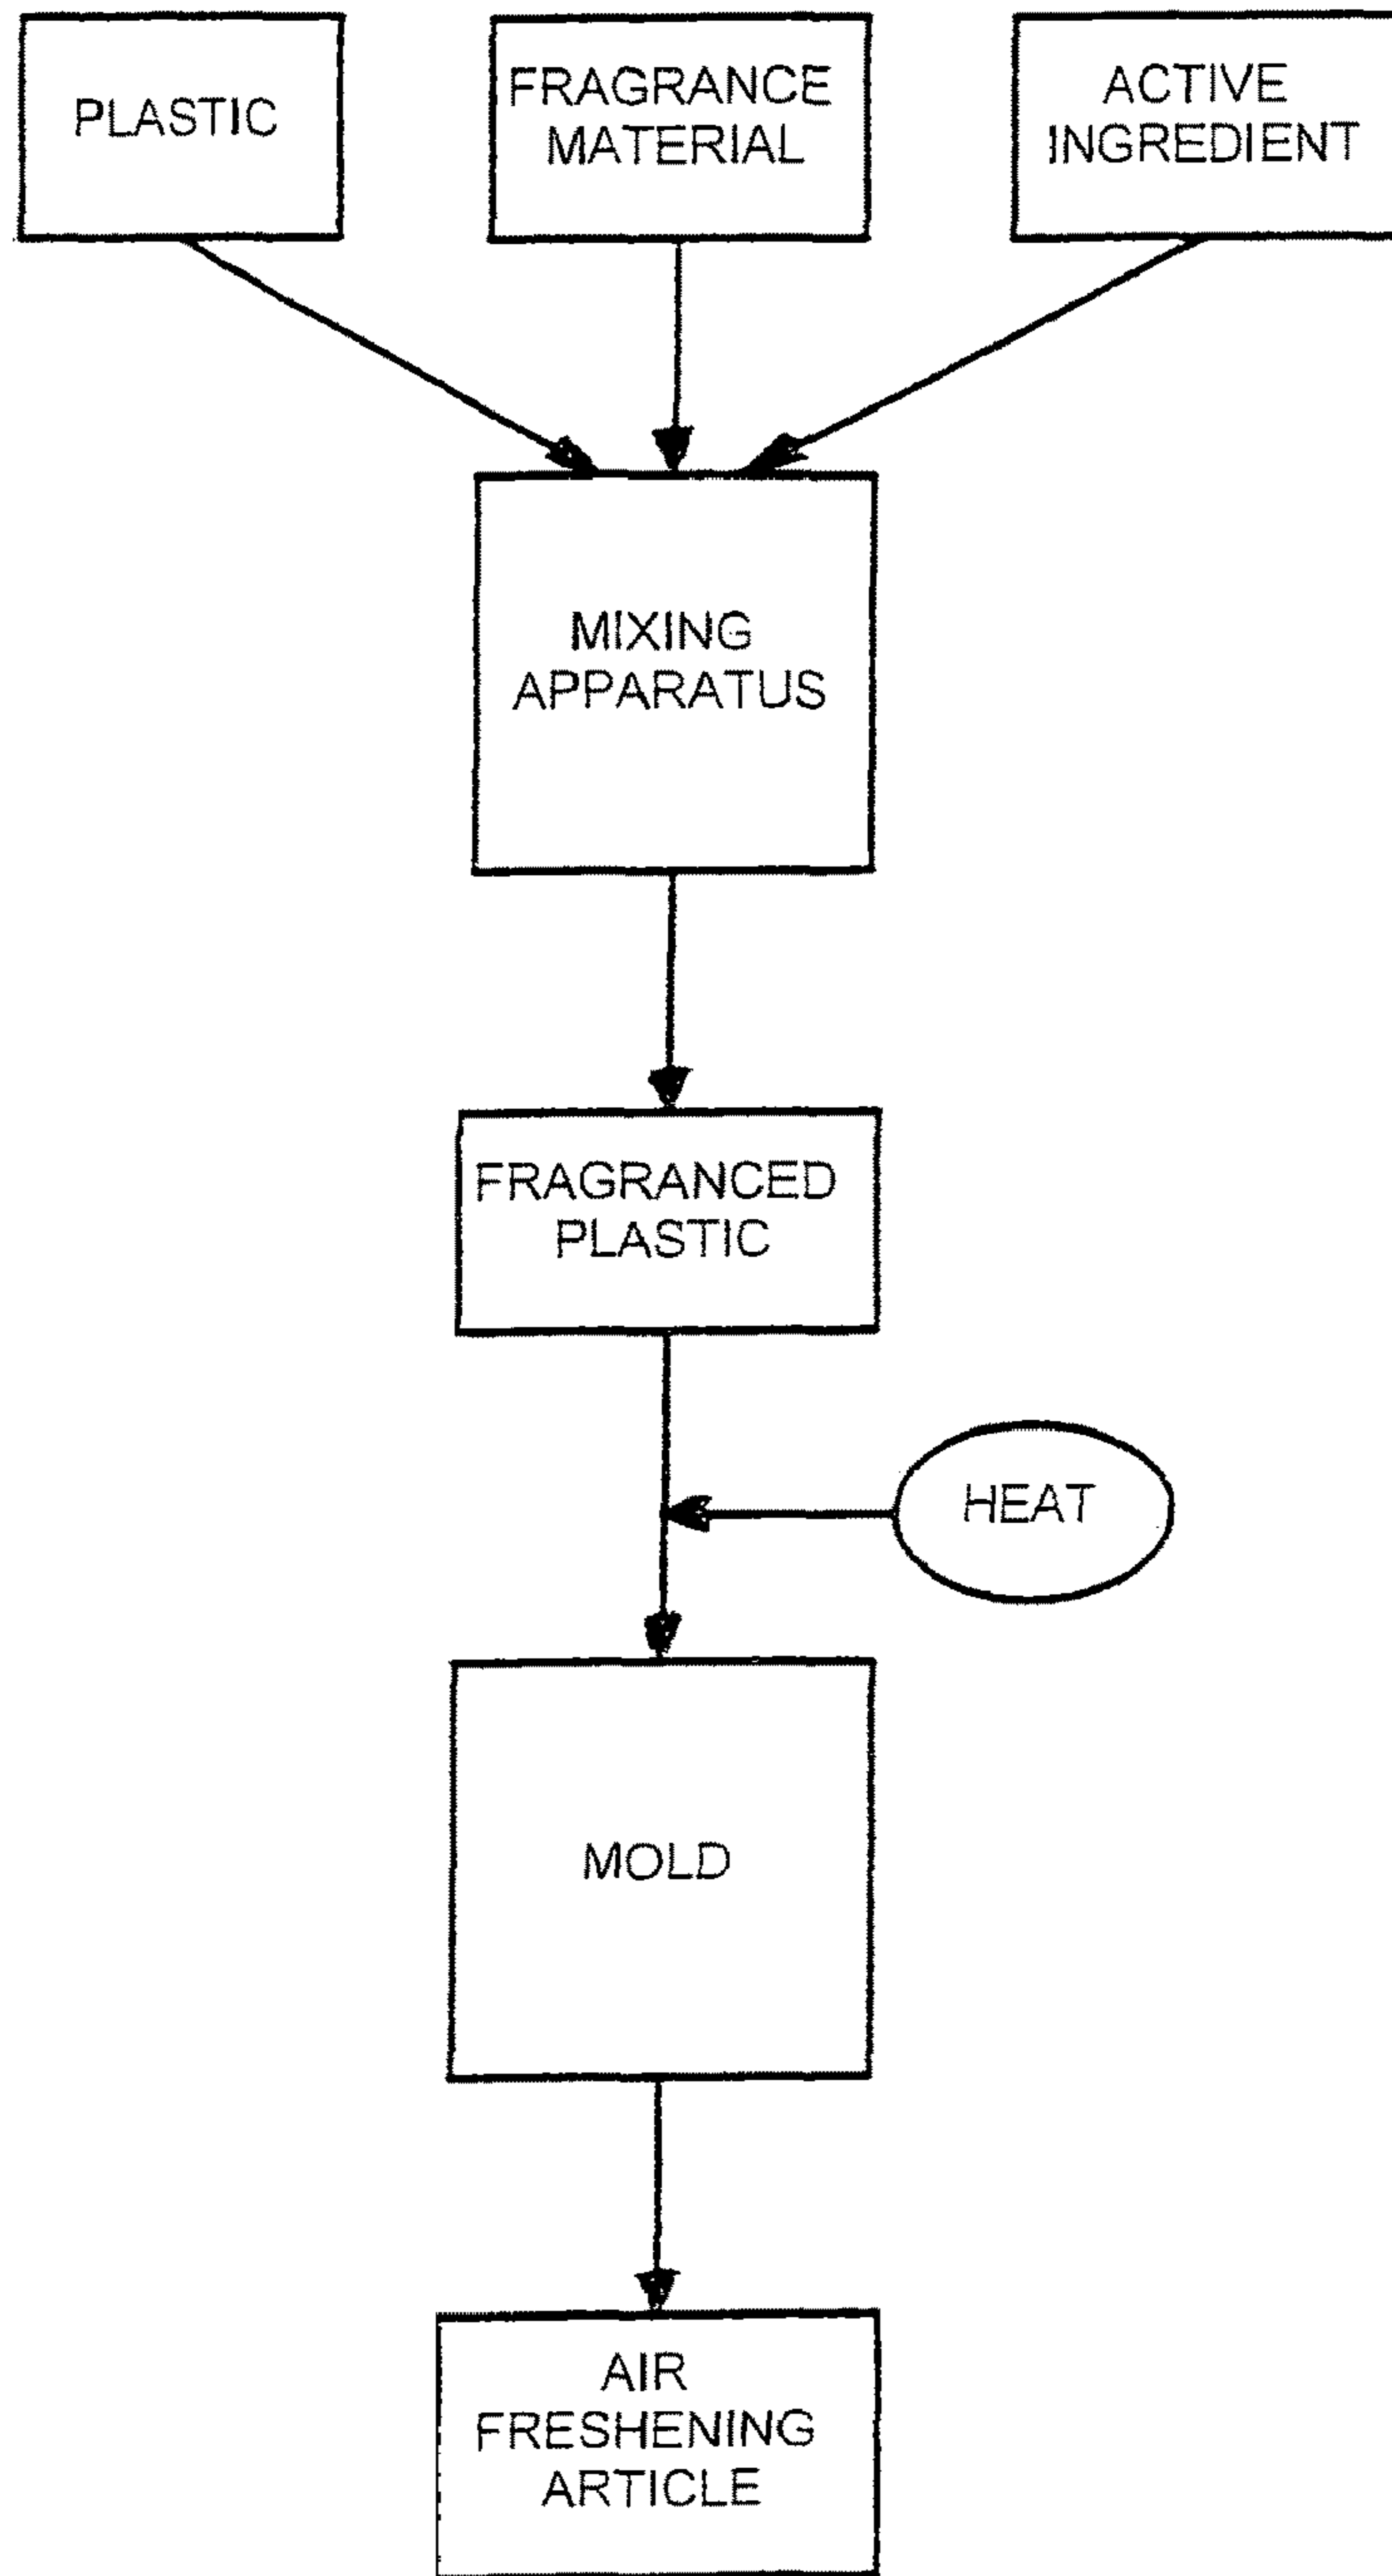 PLASTIC
FRAGRANCE
MATERIAL
ACTIVE
INGREDIENT
MIXING
APPARATUS
FRAGRANCED
PLASTIC
HEAT
MOLD
AIR
FRESHENING
ARTICLE